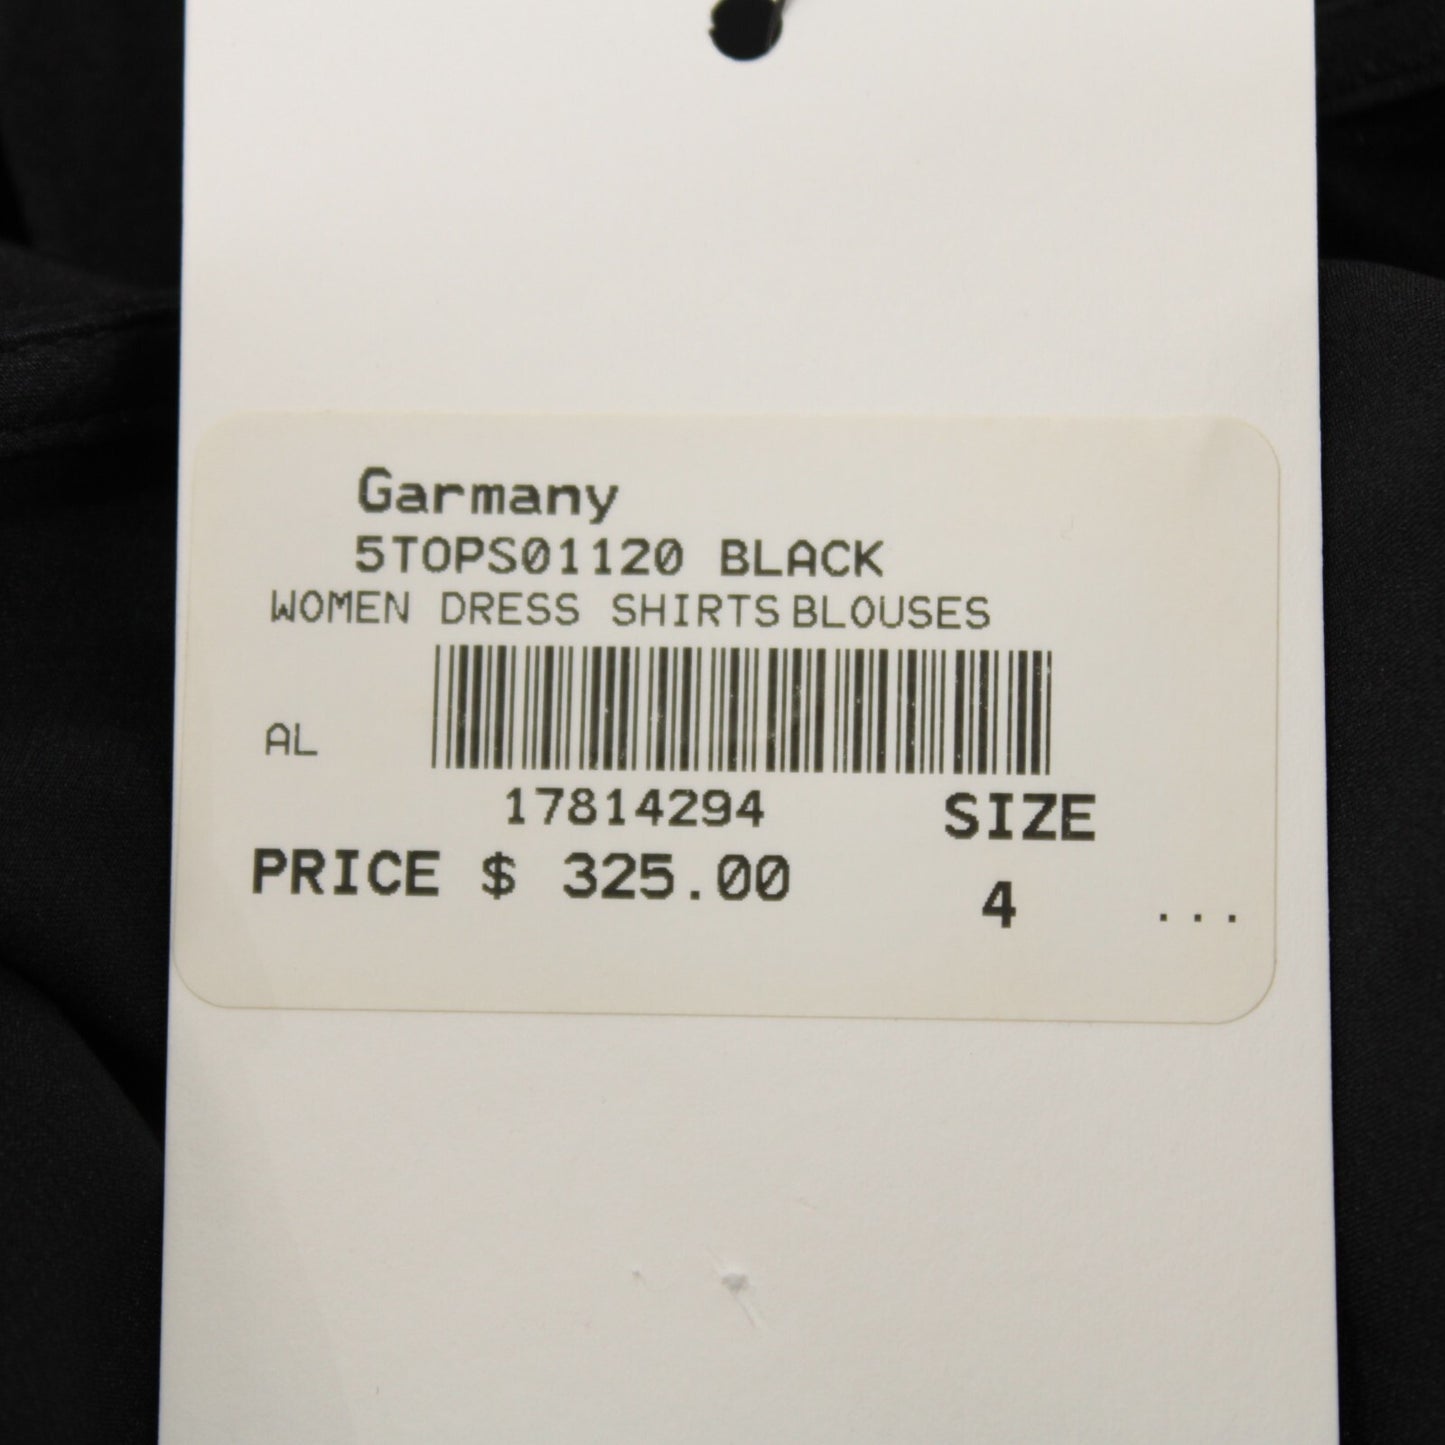 Garmany
5TOPS01120 BLACK
WOMEN DRESS SHIRTS BLOUSES
AL
17814294
SIZE
PRICE $ 325.00
4 ...